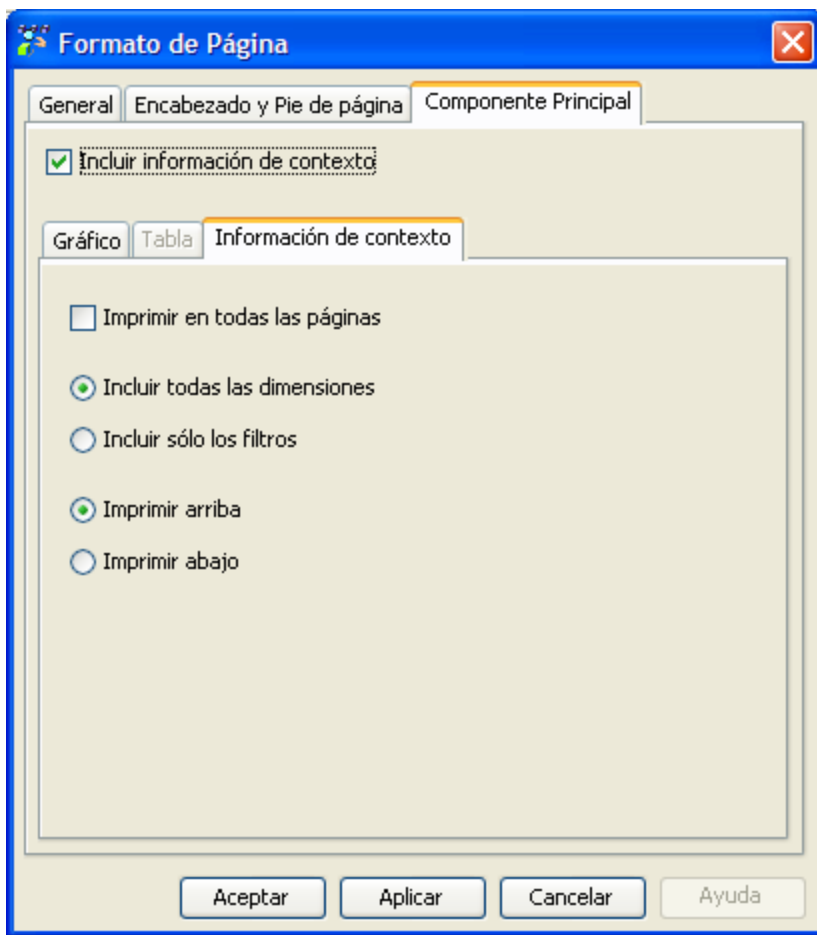 Formato de Página
General Encabezado y Pie de página Componente Principal
Incluir información de contexto
Gráfico Tabla Información de contexto
Imprimir en todas las páginas
Incluir todas las dimensiones
Incluir sólo los filtros
Imprimir arriba
Imprimir abajo
Aceptar Aplicar Cancelar Ayuda